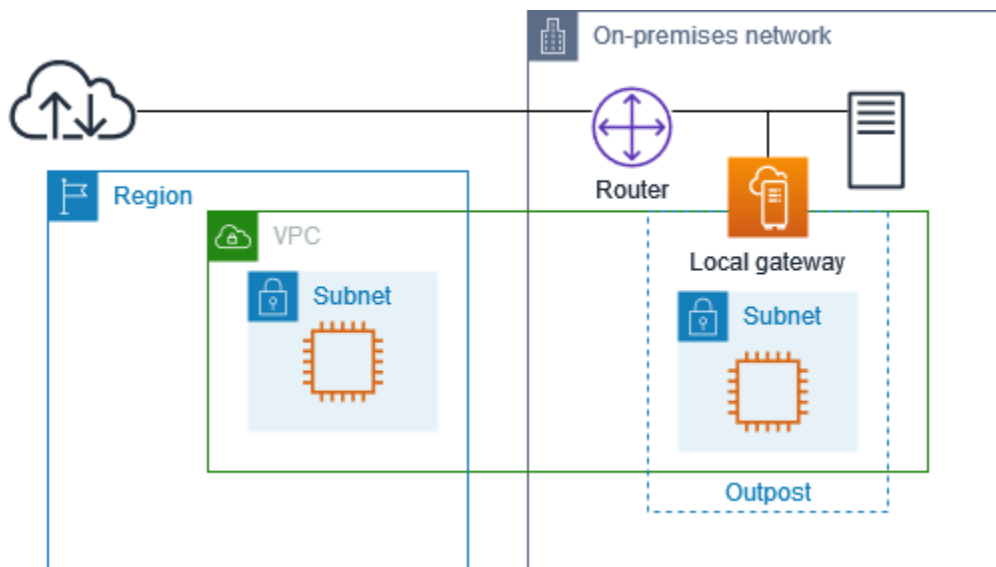 On-premises network
Router
Region
VPC
Local gateway
Subnet
Subnet
Outpost